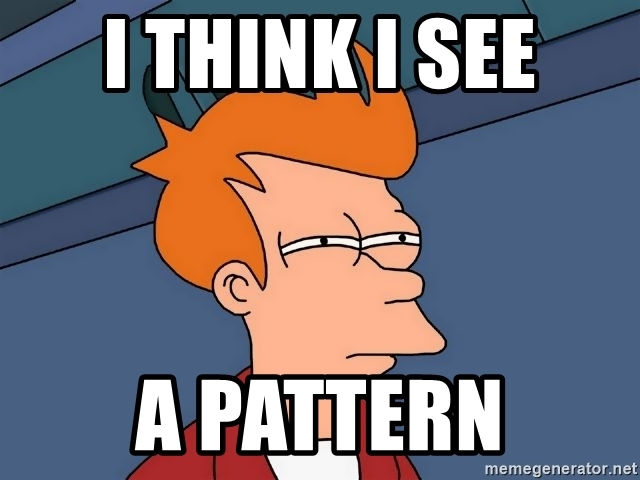 I THINK I SEE
A PATTERN
memegenerator.net